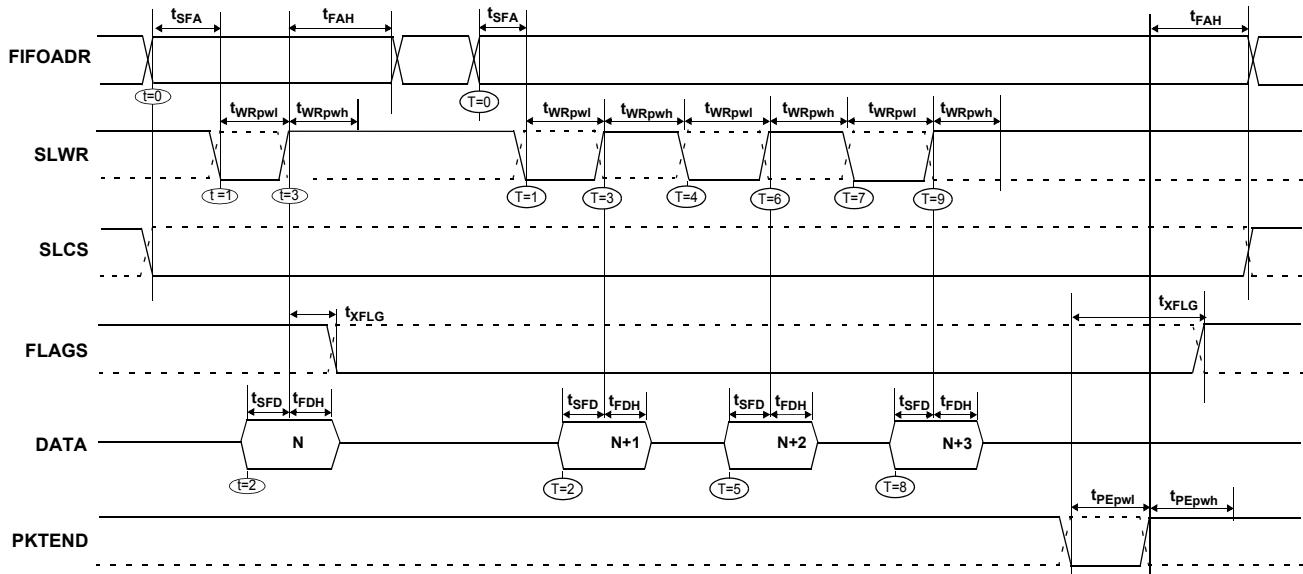 tSFA tFAH tSFA tFAH
FIFOADR
t=0 T=0
tWRpwl tWRpwh tWRpwl tWRpwh tWRpwl tWRpwh tWRpwl tWRpwh
SLWR
t=1 t=3 T=1 T=3 T=4 T=6 T=7 T=9
SLCS
tXFLG tXFLG
FLAGS
tSFD tFDH tSFD tFDH tSFD tFDH tSFD tFDH
DATA N N+1 N+2 N+3
t=2 T=2 T=5 T=8
tPEpwl tPEpwh
PKTEND